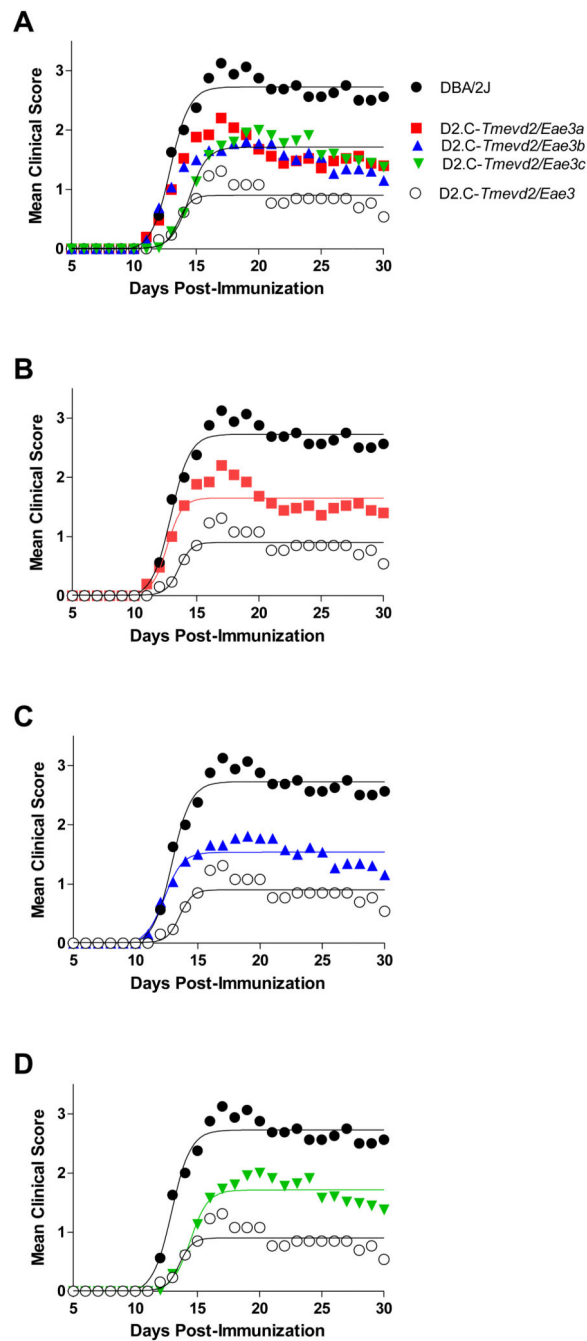 A
Mean Clinical Score
3
2
1
0
5 10 15 20 25 30
Days Post-Immunization
DBA/2J
D2.C-Tmevd2/Eae3a
D2.C-Tmevd2/Eae3b
D2.C-Tmevd2/Eae3c
D2.C-Tmevd2/Eae3
B
Mean Clinical Score
3
2
1
0
5 10 15 20 25 30
Days Post-Immunization
C
Mean Clinical Score
3
2
1
0
5 10 15 20 25 30
Days Post-Immunization
D
Mean Clinical Score
3
2
1
0
5 10 15 20 25 30
Days Post-Immunization